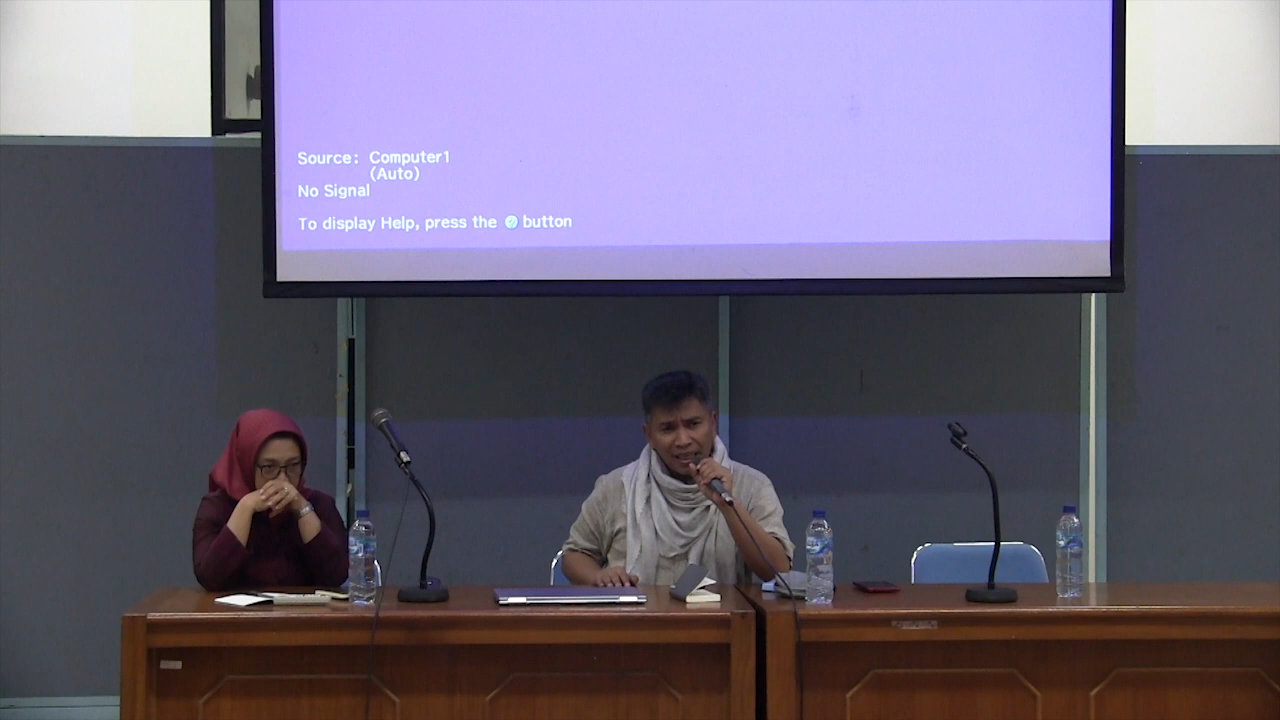 Source: Computer1
(Auto)
No Signal
To display Help, press the ? button